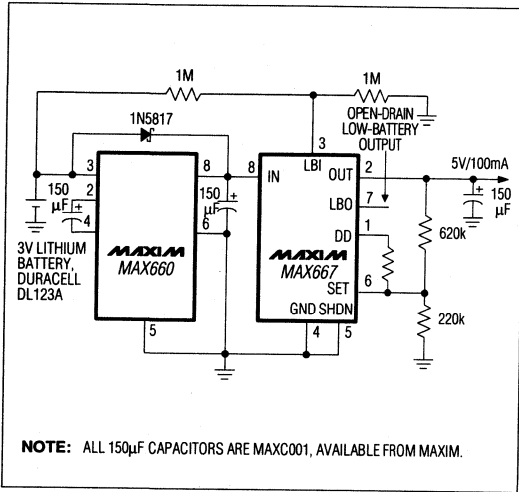 1M
1M
1N5817
OPEN-DRAIN
LOW-BATTERY
OUTPUT
3
LBI
3
8
8
IN
OUT
2
5V/100mA
150
µF
+
2
4
150
µF
+
6
LBO
7
+
150
µF
DD
1
620k
MAXIM
MAX660
MAXIM
MAX667
3V LITHIUM
BATTERY,
DURACELL
DL123A
SET
6
GND SHDN
220k
5
4
5
NOTE: ALL 150µF CAPACITORS ARE MAXC001, AVAILABLE FROM MAXIM.